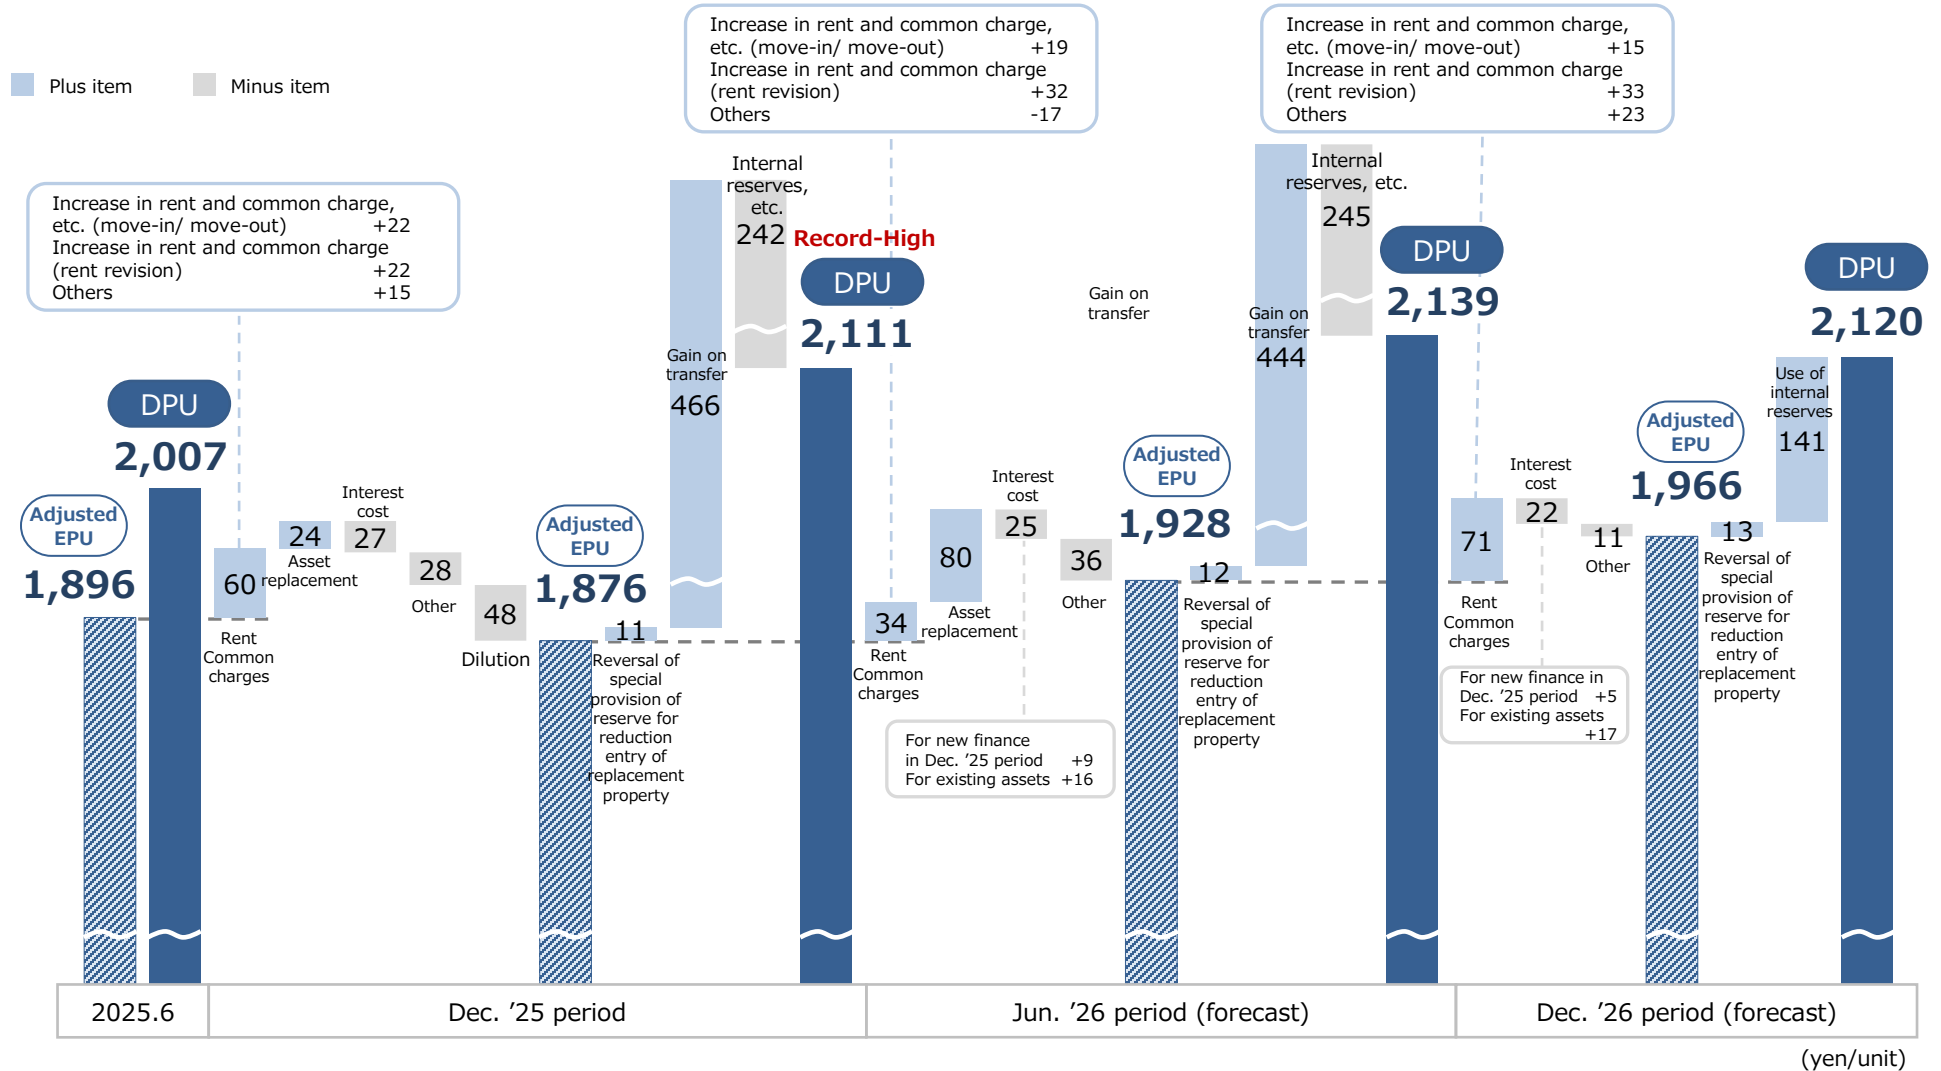 Plus item
Minus item
Increase in rent and common charge,
etc. (move-in/ move-out) +22
Increase in rent and common charge
(rent revision) +22
Others +15
Increase in rent and common charge,
etc. (move-in/ move-out) +19
Increase in rent and common charge
(rent revision) +32
Others -17
Increase in rent and common charge,
etc. (move-in/ move-out) +15
Increase in rent and common charge
(rent revision) +33
Others +23
Adjusted
EPU
1,896
DPU
2,007
60
Rent
Common
charges
24
Asset
replacement
Interest
cost
27
28
Other
48
Dilution
Adjusted
EPU
1,876
11
Reversal of
special
provision of
reserve for
reduction
entry of
replacement
property
Gain on
transfer
466
Internal
reserves,
etc.
242
Record-High
DPU
2,111
34
Rent
Common
charges
80
Asset
replacement
Interest
cost
25
For new finance
in Dec. ’25 period +9
For existing assets +16
36
Other
Gain on
transfer
Adjusted
EPU
1,928
12
Reversal of
special
provision of
reserve for
reduction
entry of
replacement
property
Gain on
transfer
444
Internal
reserves, etc.
245
DPU
2,139
71
Rent
Common
charges
Interest
cost
22
For new finance in
Dec. ’25 period +5
For existing assets
+17
11
Other
Adjusted
EPU
1,966
13
Reversal of
special
provision of
reserve for
reduction
entry of
replacement
property
Use of
internal
reserves
141
DPU
2,120
2025.6
Dec. ’25 period
Jun. ’26 period (forecast)
Dec. ’26 period (forecast)
(yen/unit)